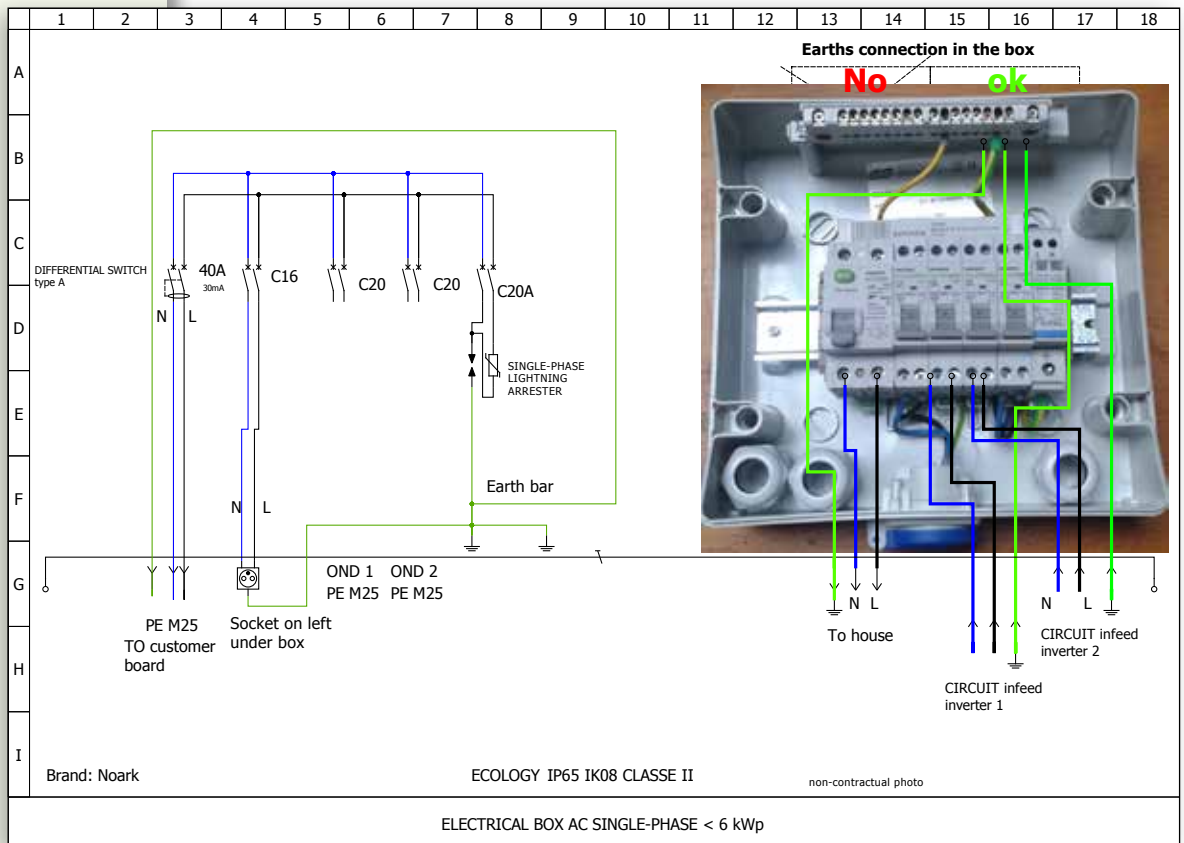 1 2 3 4 5 6 7 8 9 10 11 12 13 14 15 16 17 18
A
B
C
D
E
F
G
H
I
Earths connection in the box
No
ok
DIFFERENTIAL SWITCH
type A
40A
30mA
C16
C20
C20
C20A
N L
SINGLE-PHASE
LIGHTNING
ARRESTER
Earth bar
N L
OND 1 OND 2
PE M25 PE M25
PE M25
TO customer
board
Socket on left
under box
N L
To house
N L
CIRCUIT infeed
inverter 2
CIRCUIT infeed
inverter 1
Brand: Noark
ECOLOGY IP65 IK08 CLASSE II
non-contractual photo
ELECTRICAL BOX AC SINGLE-PHASE < 6 kWp